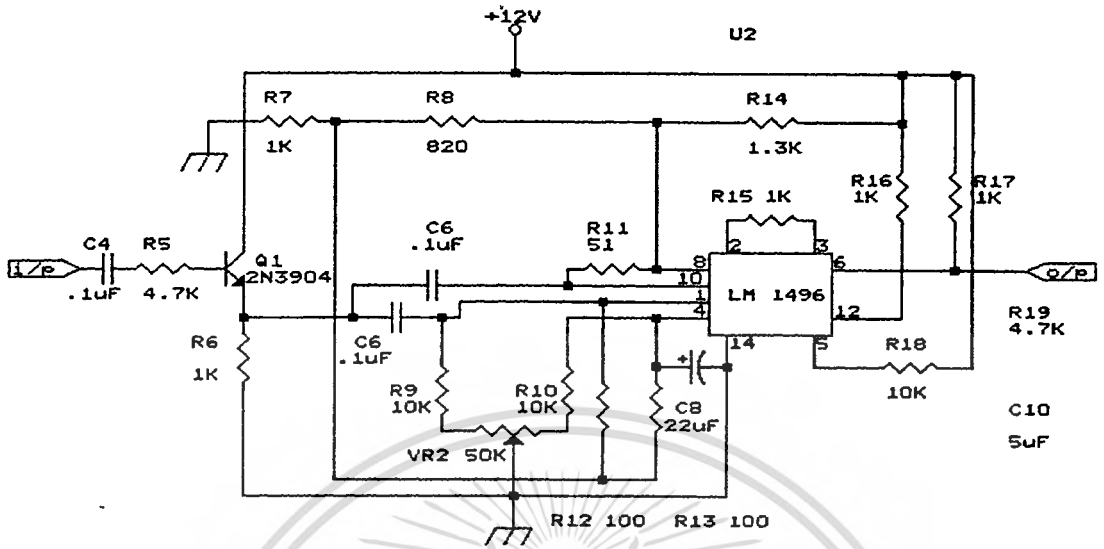 +12V
U2
R7
R8
R14
1K
820
1.3K
R16
1K
R17
1K
R15 1K
C4
R5
Q1
2N3904
C6
.1uF
R11
51
2
3
8
10
1
4
6
12
14
5
LM 1496
i/p
.1uF
4.7K
o/p
R6
1K
C6
.1uF
R9
10K
R10
10K
C8
22uF
+
R18
10K
R19
4.7K
VR2 50K
C10
5uF
R12 100
R13 100